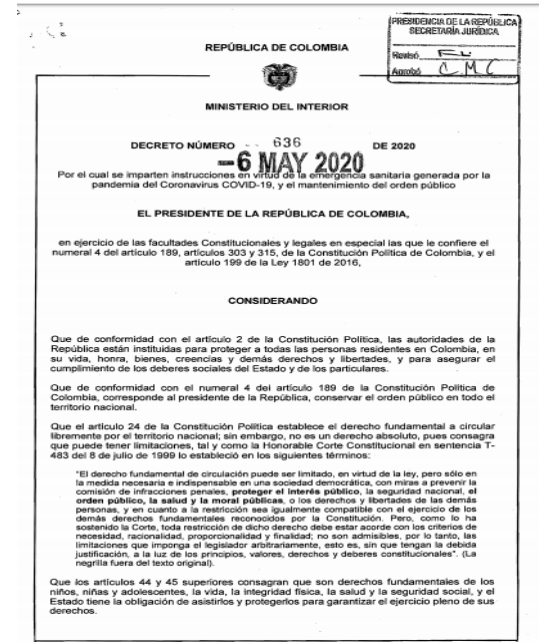 PRESIDENCIA DE LA REPÚBLICA
SECRETARÍA JURÍDICA
Revisó
Aprobó C M C
REPÚBLICA DE COLOMBIA
MINISTERIO DEL INTERIOR
DECRETO NÚMERO 636 DE 2020
6 MAY 2020
Por el cual se imparten instrucciones en virtud de la emergencia sanitaria generada por la
pandemia del Coronavirus COVID-19, y el mantenimiento del orden público
EL PRESIDENTE DE LA REPÚBLICA DE COLOMBIA,
en ejercicio de las facultades Constitucionales y legales en especial las que le confiere el
numeral 4 del artículo 189, artículos 303 y 315, de la Constitución Política de Colombia, y el
artículo 199 de la Ley 1801 de 2016,
CONSIDERANDO
Que de conformidad con el artículo 2 de la Constitución Política, las autoridades de la
República están instituidas para proteger a todas las personas residentes en Colombia, en
su vida, honra, bienes, creencias y demás derechos y libertades, y para asegurar el
cumplimiento de los deberes sociales del Estado y de los particulares.
Que de conformidad con el numeral 4 del artículo 189 de la Constitución Política de
Colombia, corresponde al presidente de la República, conservar el orden público en todo el
territorio nacional.
Que el artículo 24 de la Constitución Política establece el derecho fundamental a circular
libremente por el territorio nacional; sin embargo, no es un derecho absoluto, pues consagra
que puede tener limitaciones, tal y como la Honorable Corte Constitucional en sentencia T-
483 del 8 de julio de 1999 lo estableció en los siguientes términos:
"El derecho fundamental de circulación puede ser limitado, en virtud de la ley, pero sólo en
la medida necesaria e indispensable en una sociedad democrática, con miras a prevenir la
comisión de infracciones penales, proteger el interés público, la seguridad nacional, el
orden público, la salud y la moral públicas, o los derechos y libertades de las demás
personas, y en cuanto a la restricción sea igualmente compatible con el ejercicio de los
demás derechos fundamentales reconocidos por la Constitución. Pero, como lo ha
sostenido la Corte, toda restricción de dicho derecho debe estar acorde con los criterios de
necesidad, racionalidad, proporcionalidad y finalidad; no son admisibles, por lo tanto, las
limitaciones que imponga el legislador arbitrariamente, esto es, sin que tengan la debida
justificación, a la luz de los principios, valores, derechos y deberes constitucionales". (La
negrilla fuera del texto original).
Que los artículos 44 y 45 superiores consagran que son derechos fundamentales de los
niños, niñas y adolescentes, la vida, la integridad física, la salud y la seguridad social, y el
Estado tiene la obligación de asistirlos y protegerlos para garantizar el ejercicio pleno de sus
derechos.